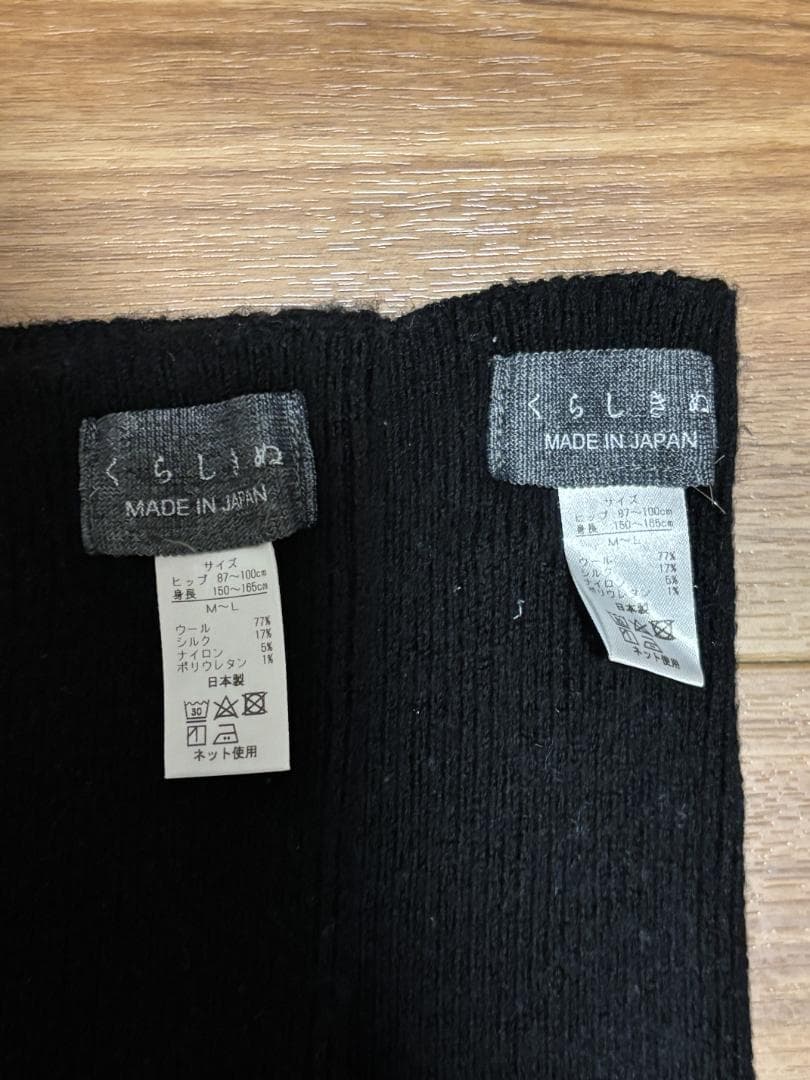 くらしきぬ
MADE IN JAPAN
サイズ
ヒップ 87～100cm
身長 150～165cm
M～L
ウール 77%
シルク 17%
ナイロン 5%
ポリウレタン 1%
日本製
30
ネット使用
くらしきぬ
MADE IN JAPAN
サイズ
ヒップ 87～100cm
身長 150～165cm
M～L
ウール 77%
シルク 17%
ナイロン 5%
ポリウレタン 1%
日本製
30
ネット使用